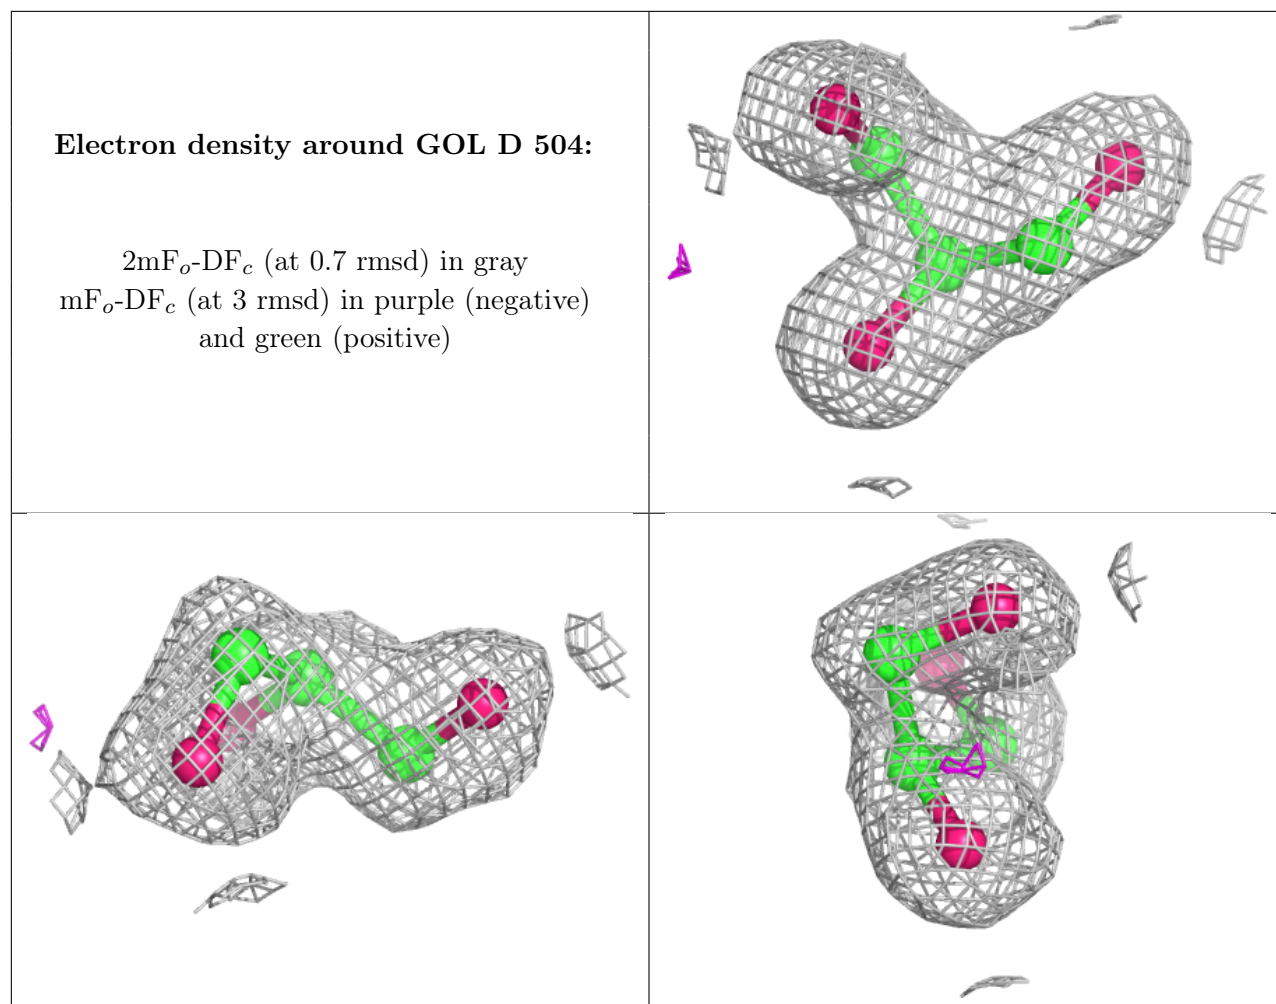 Electron density around GOL D 504:
2mFo-DFc (at 0.7 rmsd) in gray
mFo-DFc (at 3 rmsd) in purple (negative)
and green (positive)